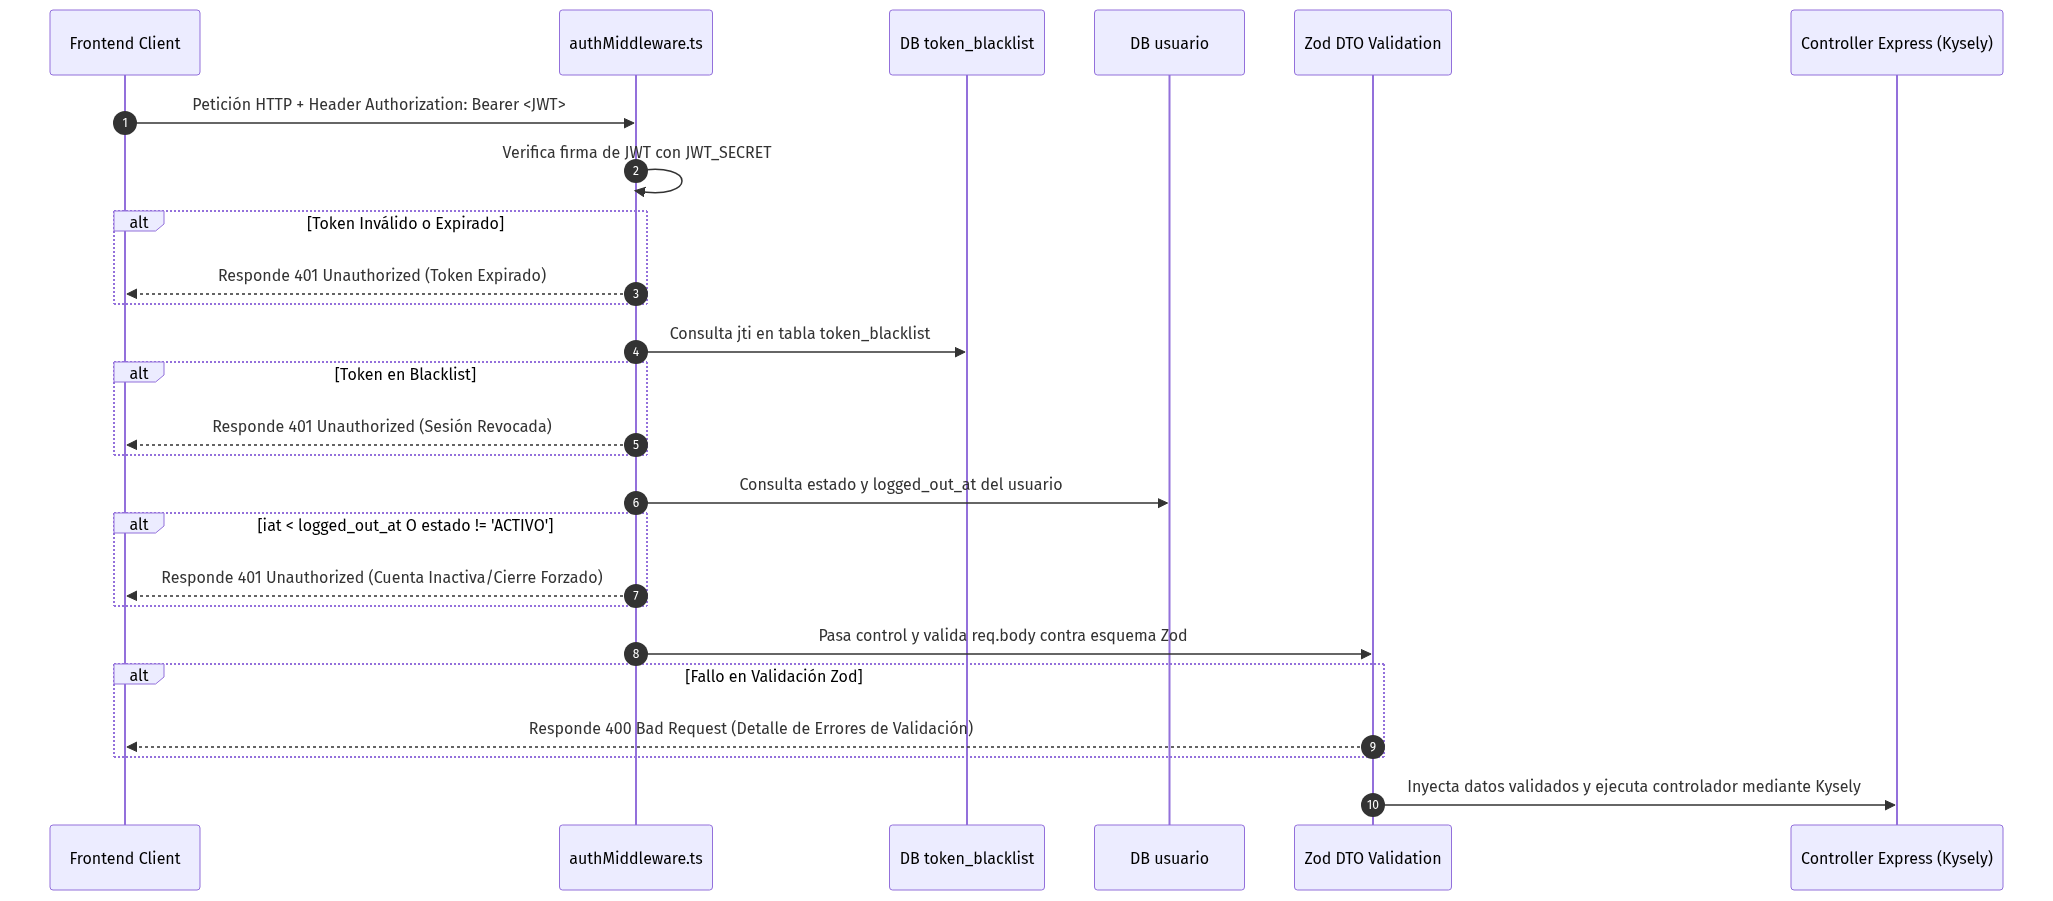 Frontend Client
authMiddleware.ts
DB token_blacklist
DB usuario
Zod DTO Validation
Controller Express (Kysely)
Petición HTTP + Header Authorization: Bearer <JWT>
1
Verifica firma de JWT con JWT_SECRET
2
alt
[Token Inválido o Expirado]
Responde 401 Unauthorized (Token Expirado)
3
Consulta jti en tabla token_blacklist
4
alt
[Token en Blacklist]
Responde 401 Unauthorized (Sesión Revocada)
5
Consulta estado y logged_out_at del usuario
6
alt
[iat < logged_out_at O estado != 'ACTIVO']
Responde 401 Unauthorized (Cuenta Inactiva/Cierre Forzado)
7
Pasa control y valida req.body contra esquema Zod
8
alt
[Fallo en Validación Zod]
Responde 400 Bad Request (Detalle de Errores de Validación)
9
Inyecta datos validados y ejecuta controlador mediante Kysely
10
Frontend Client
authMiddleware.ts
DB token_blacklist
DB usuario
Zod DTO Validation
Controller Express (Kysely)